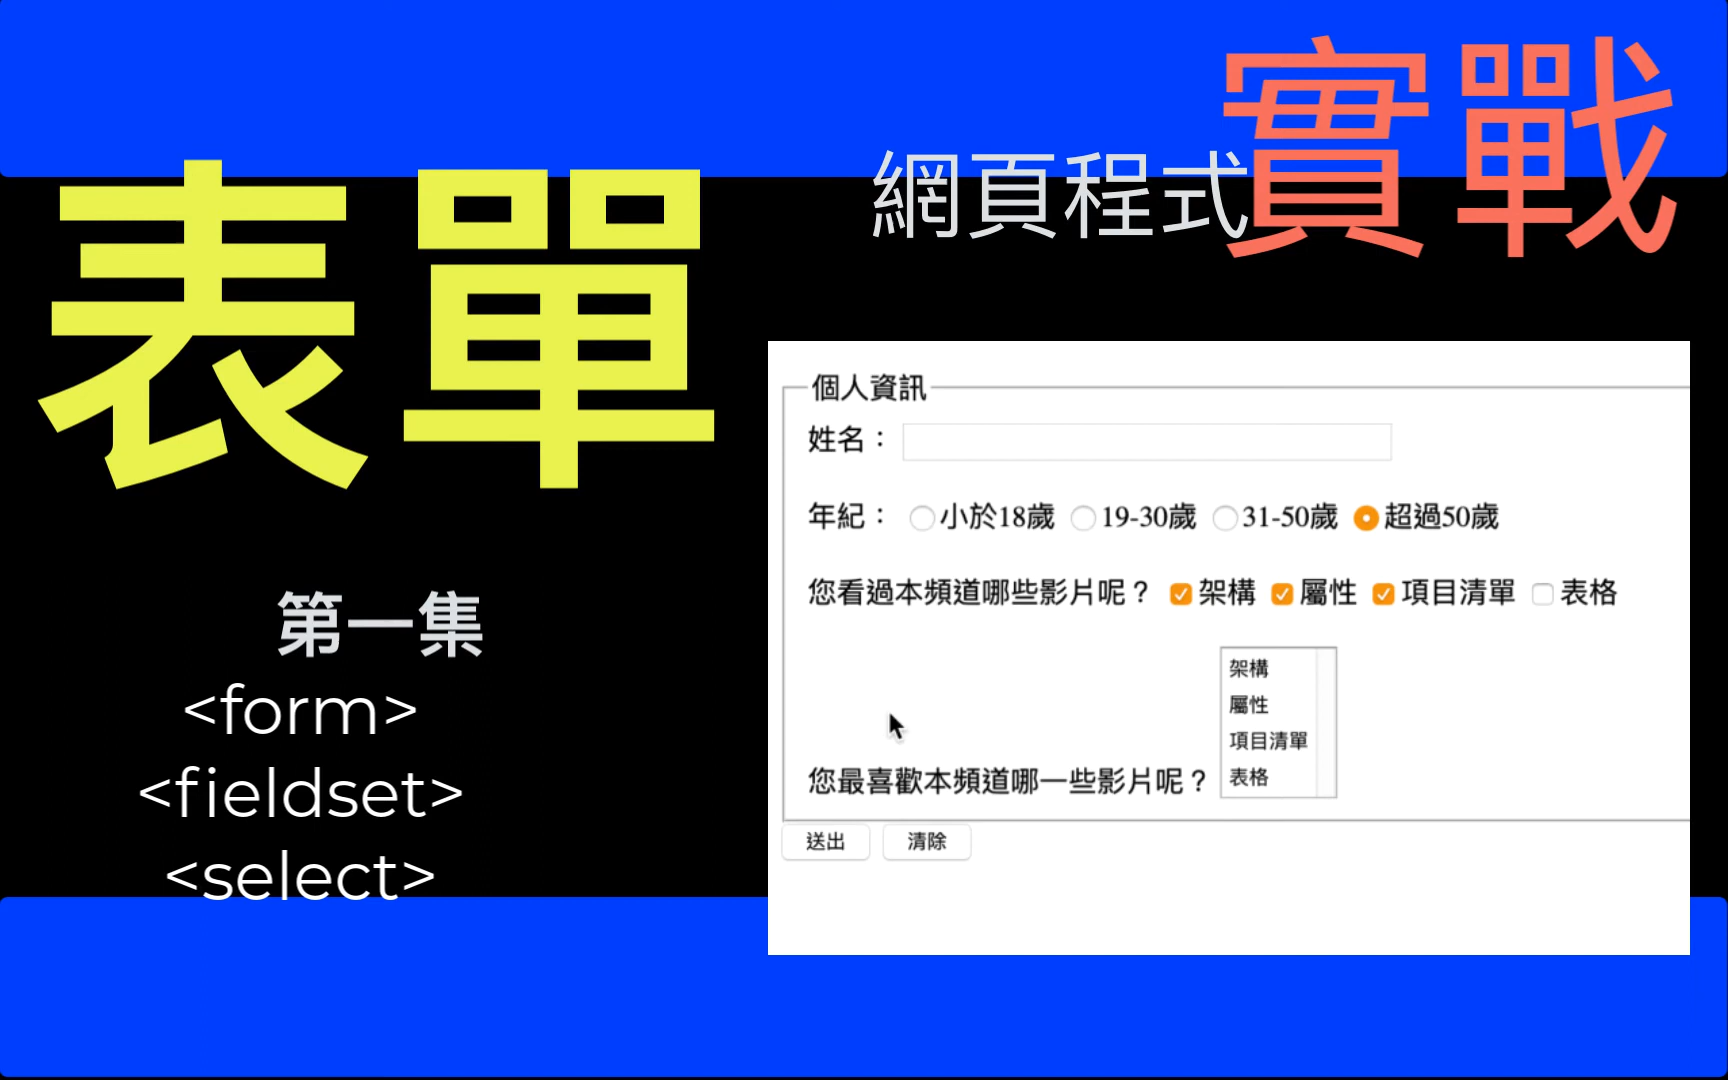 網頁程式實戰
表單
第一集
<form>
<fieldset>
<select>
個人資訊
姓名：
年紀： 小於18歲 19-30歲 31-50歲 超過50歲
您看過本頻道哪些影片呢？ 架構 屬性 項目清單 表格
架構
屬性
項目清單
表格
您最喜歡本頻道哪一些影片呢？
送出 清除